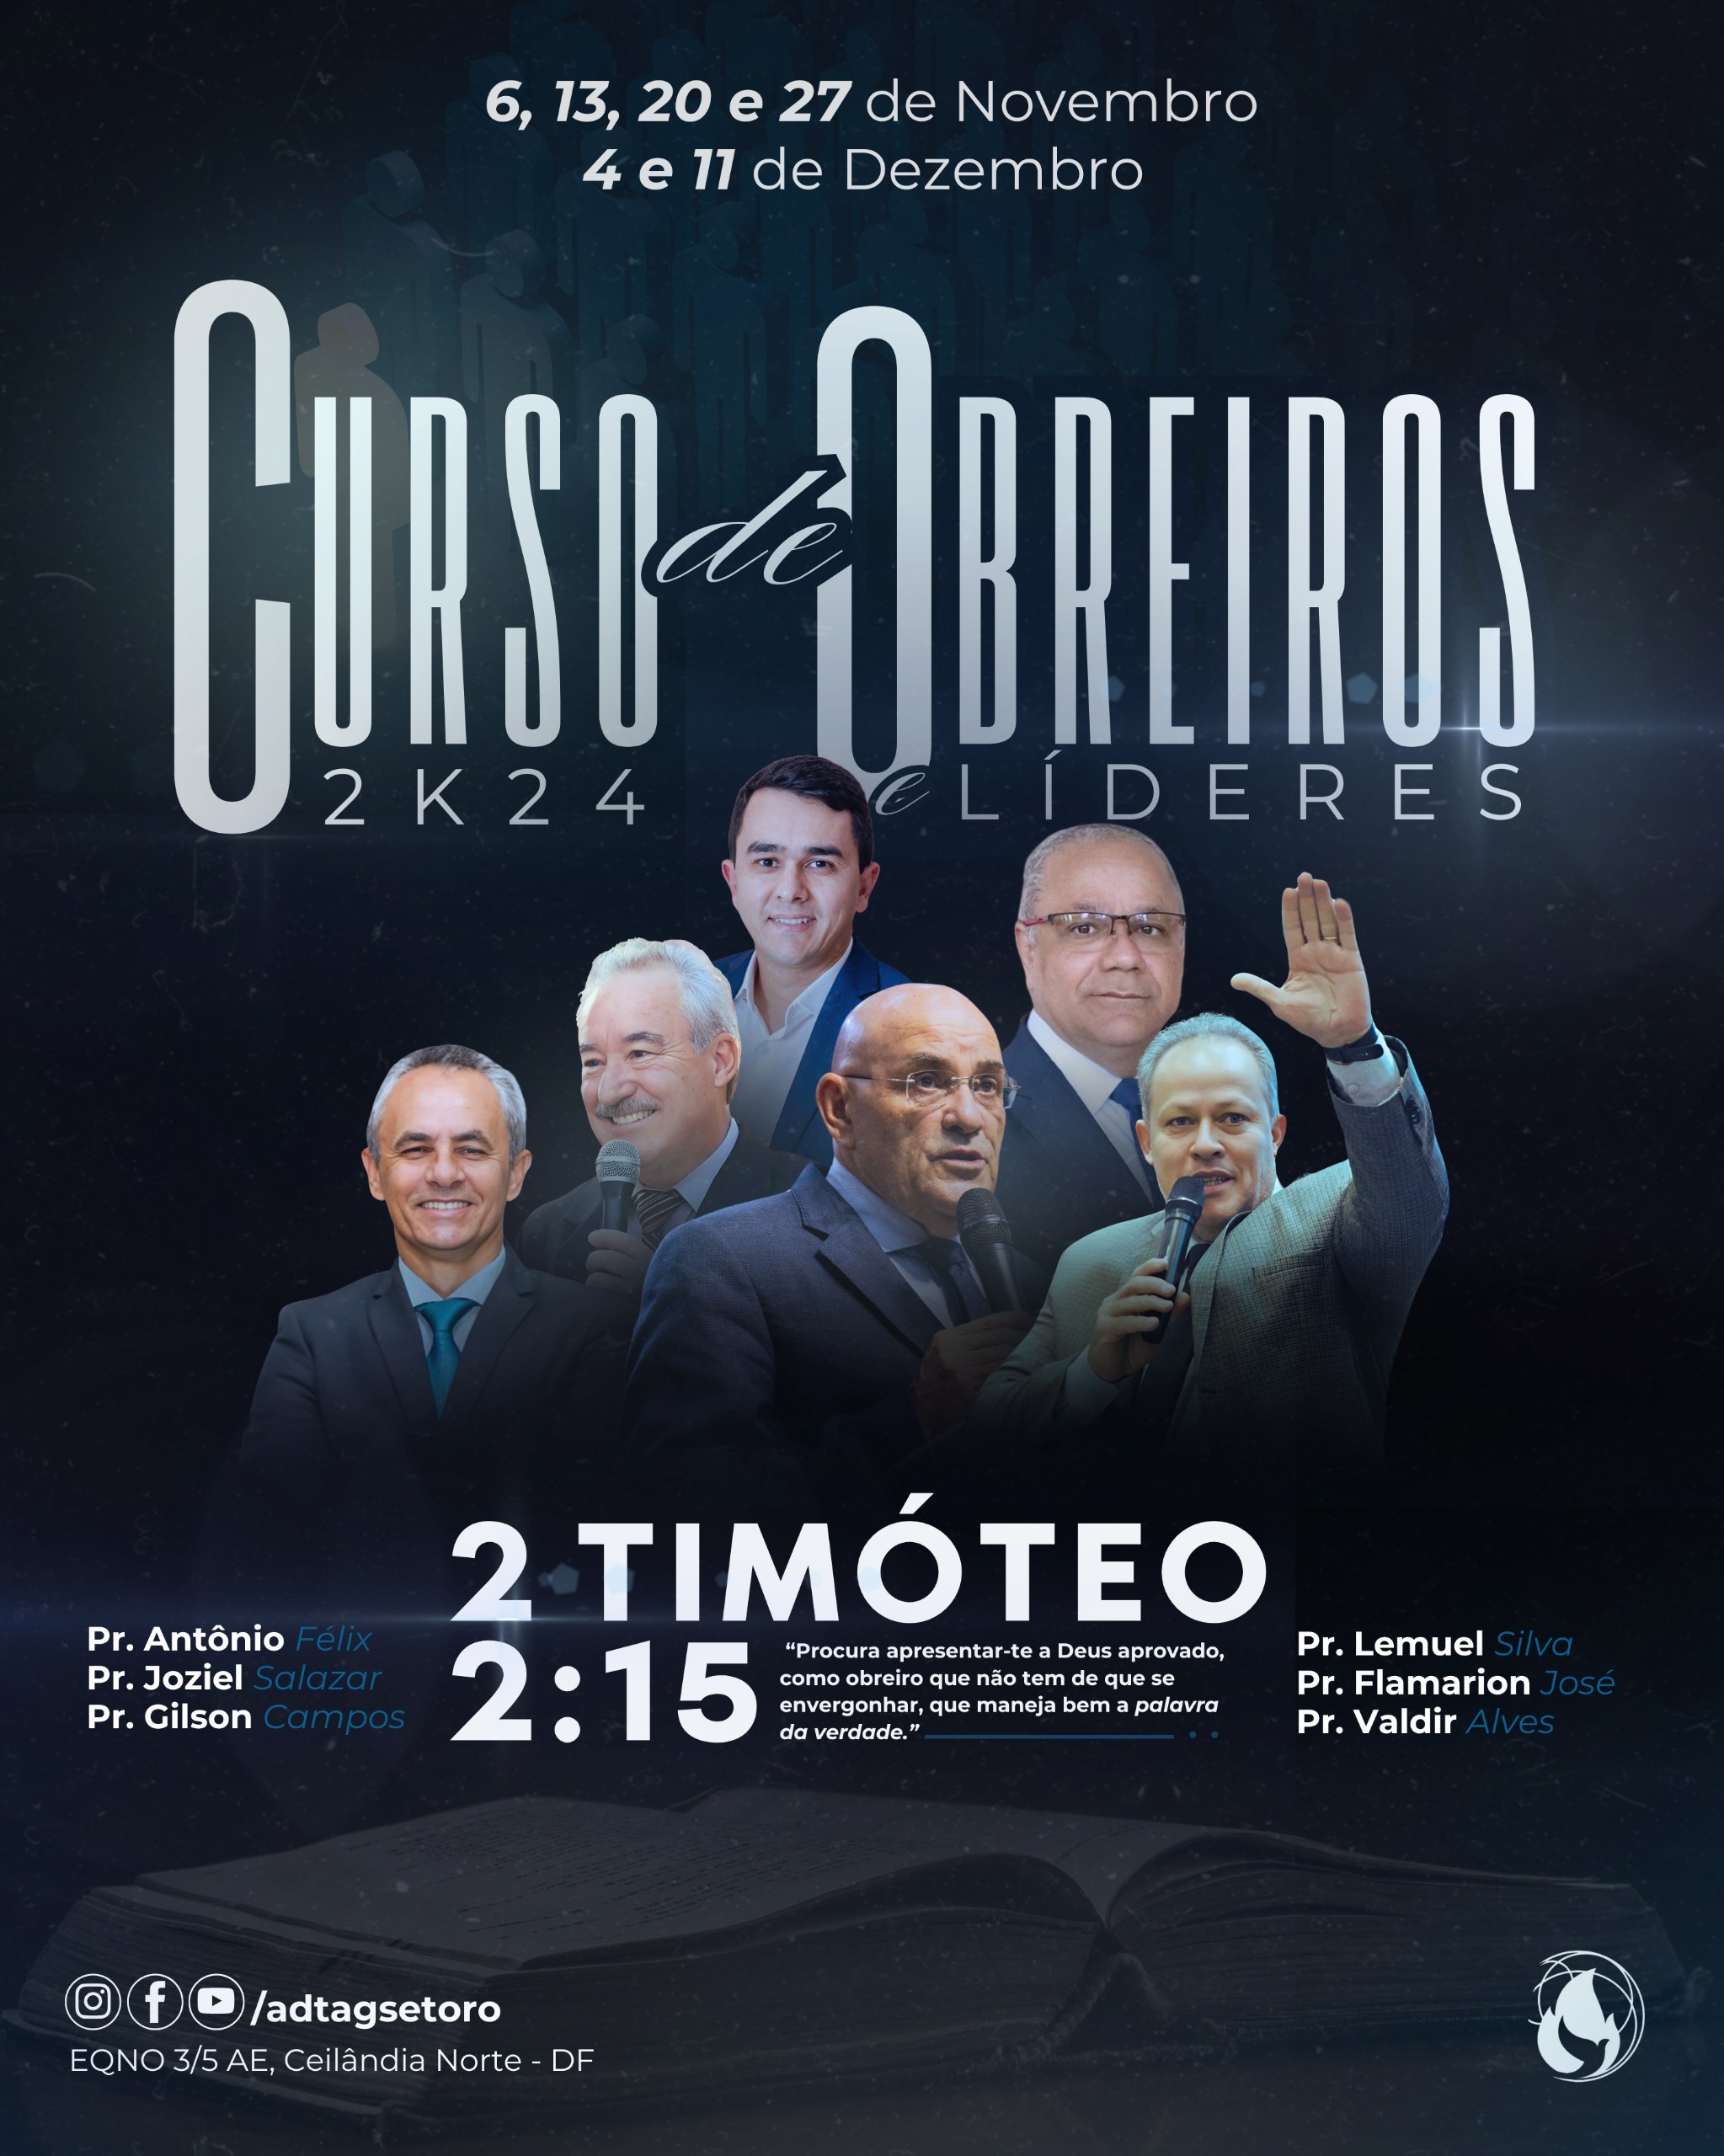 6, 13, 20 e 27 de Novembro
4 e 11 de Dezembro
CURSO de OBREIROS
2K24 e LÍDERES
2 TIMÓTEO
2:15
“Procura apresentar-te a Deus aprovado,
como obreiro que não tem de que se
envergonhar, que maneja bem a palavra
da verdade.”
Pr. Antônio Félix
Pr. Joziel Salazar
Pr. Gilson Campos
Pr. Lemuel Silva
Pr. Flamarion José
Pr. Valdir Alves
/adtagsetoro
EQNO 3/5 AE, Ceilândia Norte - DF